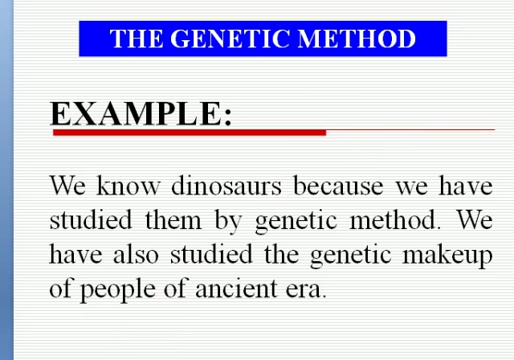 THE GENETIC METHOD
EXAMPLE:
We know dinosaurs because we have
studied them by genetic method. We
have also studied the genetic makeup
of people of ancient era.